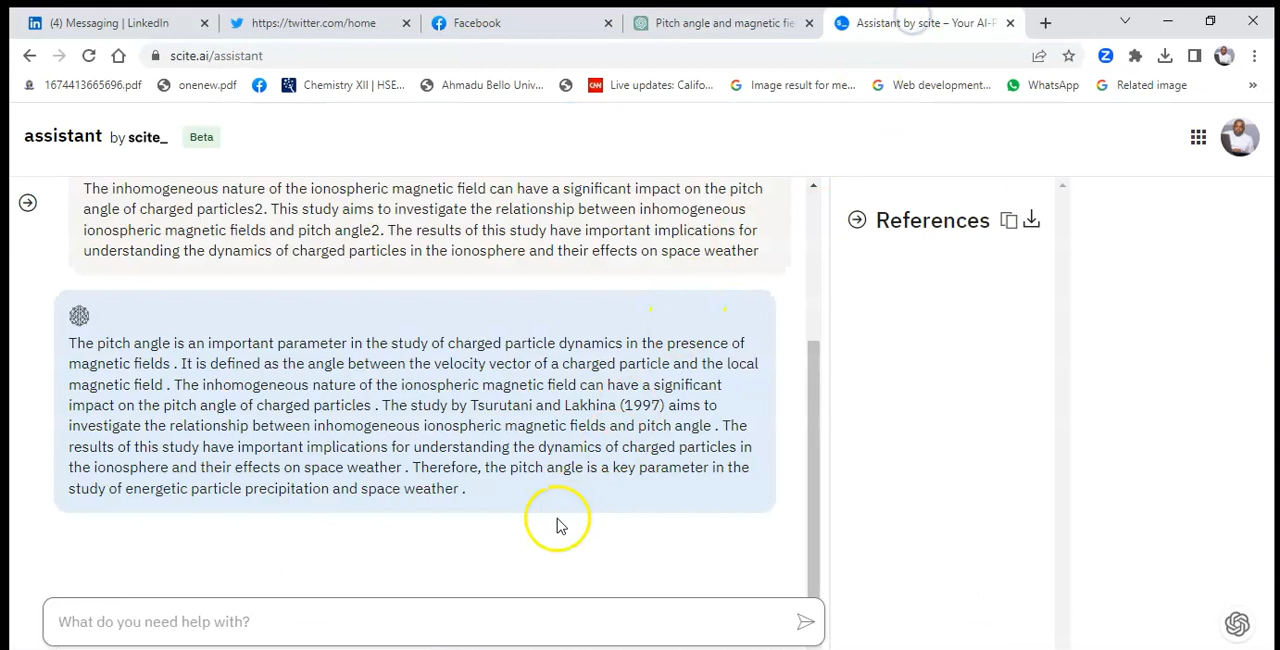 (4) Messaging | LinkedIn
https://twitter.com/home
Facebook
Pitch angle and magnetic fie
Assistant by scite – Your AI-P
scite.ai/assistant
1674413665696.pdf
onenew.pdf
Chemistry XII | HSE...
Ahmadu Bello Univ...
CNN
Live updates: Califo...
Image result for me...
Web development...
WhatsApp
Related image
»
assistant by scite_ Beta
The inhomogeneous nature of the ionospheric magnetic field can have a significant impact on the pitch
angle of charged particles2. This study aims to investigate the relationship between inhomogeneous
ionospheric magnetic fields and pitch angle2. The results of this study have important implications for
understanding the dynamics of charged particles in the ionosphere and their effects on space weather
References
The pitch angle is an important parameter in the study of charged particle dynamics in the presence of
magnetic fields . It is defined as the angle between the velocity vector of a charged particle and the local
magnetic field . The inhomogeneous nature of the ionospheric magnetic field can have a significant
impact on the pitch angle of charged particles . The study by Tsurutani and Lakhina (1997) aims to
investigate the relationship between inhomogeneous ionospheric magnetic fields and pitch angle . The
results of this study have important implications for understanding the dynamics of charged particles in
the ionosphere and their effects on space weather . Therefore, the pitch angle is a key parameter in the
study of energetic particle precipitation and space weather .
What do you need help with?